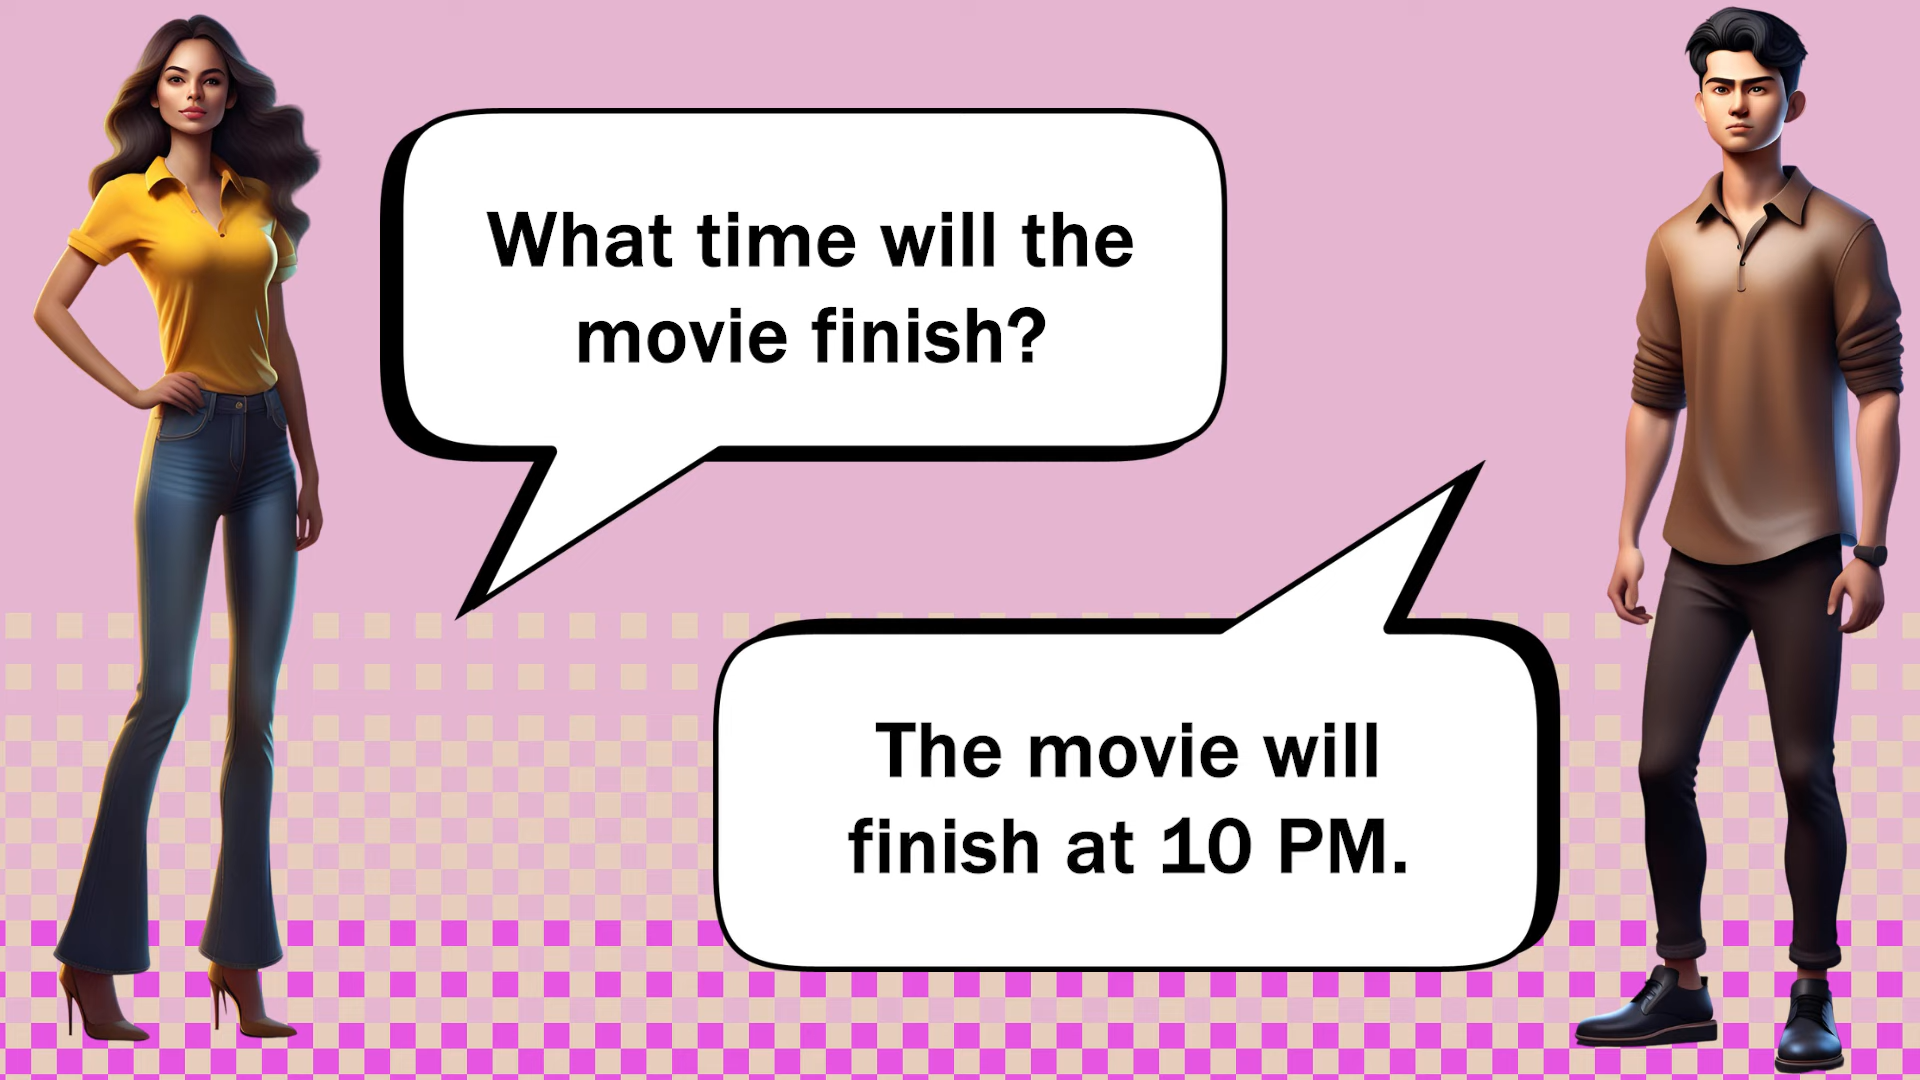 What time will the
movie finish?
The movie will
finish at 10 PM.